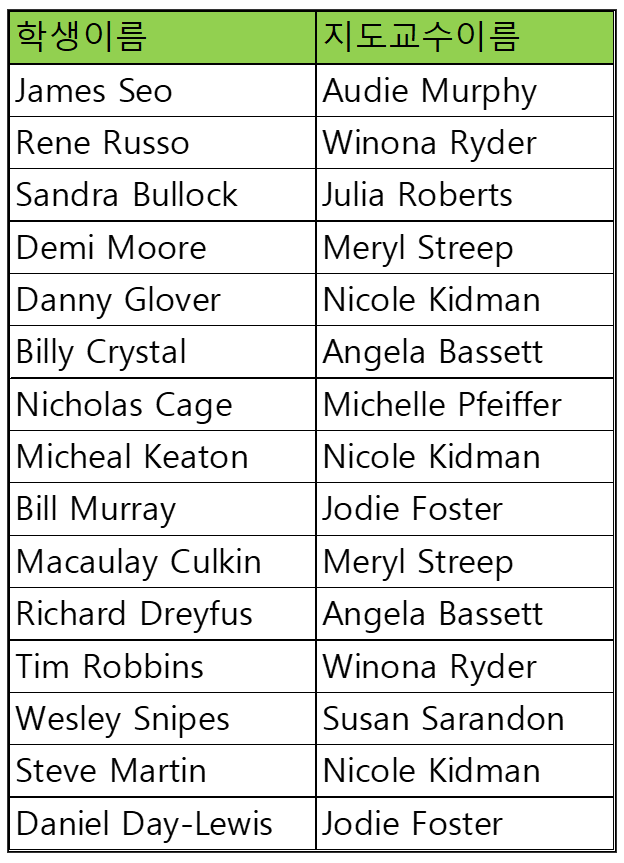 학생이름 지도교수이름
James Seo Audie Murphy
Rene Russo Winona Ryder
Sandra Bullock Julia Roberts
Demi Moore Meryl Streep
Danny Glover Nicole Kidman
Billy Crystal Angela Bassett
Nicholas Cage Michelle Pfeiffer
Micheal Keaton Nicole Kidman
Bill Murray Jodie Foster
Macaulay Culkin Meryl Streep
Richard Dreyfus Angela Bassett
Tim Robbins Winona Ryder
Wesley Snipes Susan Sarandon
Steve Martin Nicole Kidman
Daniel Day-Lewis Jodie Foster